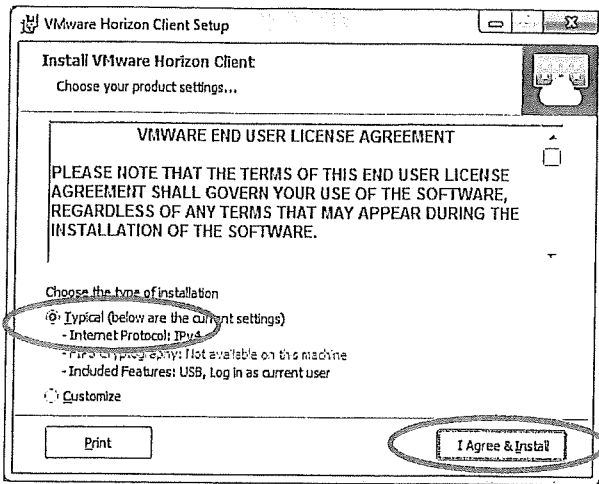 VMware Horizon Client Setup
Install VMware Horizon Client
Choose your product settings...
VMWARE END USER LICENSE AGREEMENT
PLEASE NOTE THAT THE TERMS OF THIS END USER LICENSE
AGREEMENT SHALL GOVERN YOUR USE OF THE SOFTWARE,
REGARDLESS OF ANY TERMS THAT MAY APPEAR DURING THE
INSTALLATION OF THE SOFTWARE.
Choose the type of installation
Typical (below are the current settings)
- Internet Protocol: IPv4
- FIPS Cryptography: Not available on this machine
- Included Features: USB, Log in as current user
Customize
Print
I Agree & Install